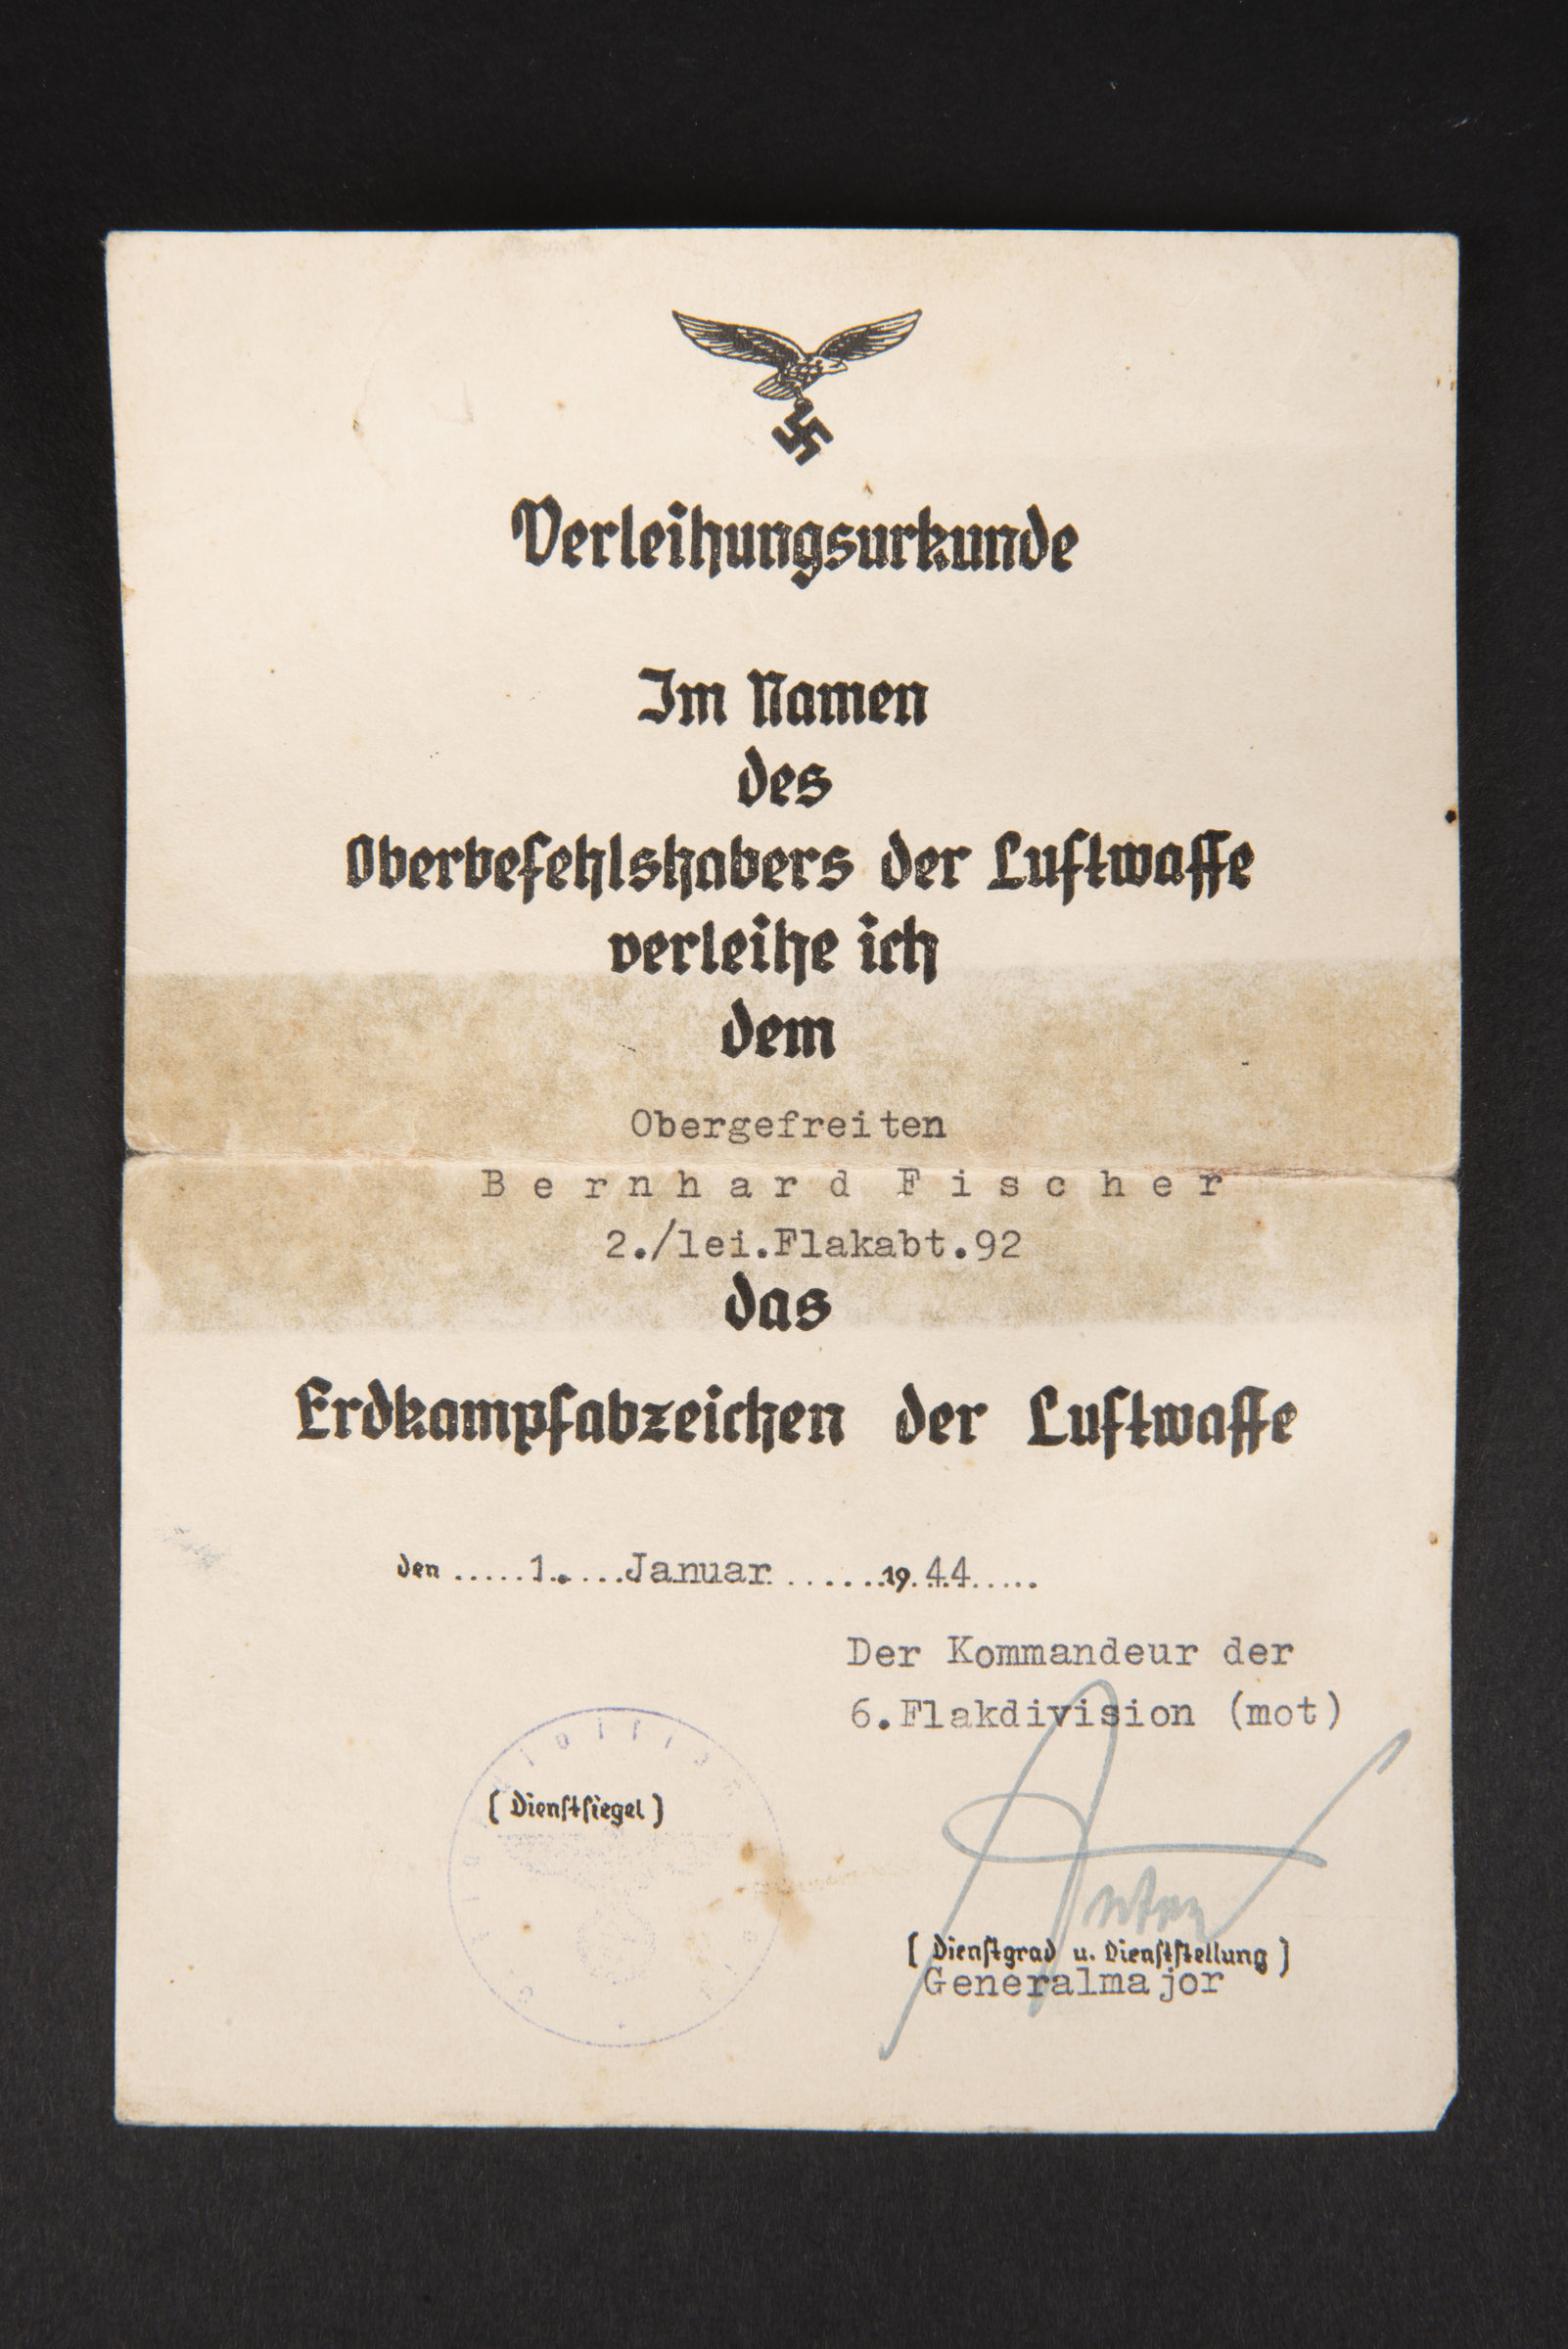 Verleihungsurkunde
Im Namen
des
Oberbefehlshabers der Luftwaffe
verleihe ich
dem
Obergefreiten
Bernhard Fischer
2./lei.Flakabt.92
das
Erdkampfabzeichen der Luftwaffe
den .....1. ....Januar ......19.44.....
Der Kommandeur der
6.Flakdivision (mot)
( Dienstsiegel )
( Dienstgrad u. Dienststellung )
Generalmajor